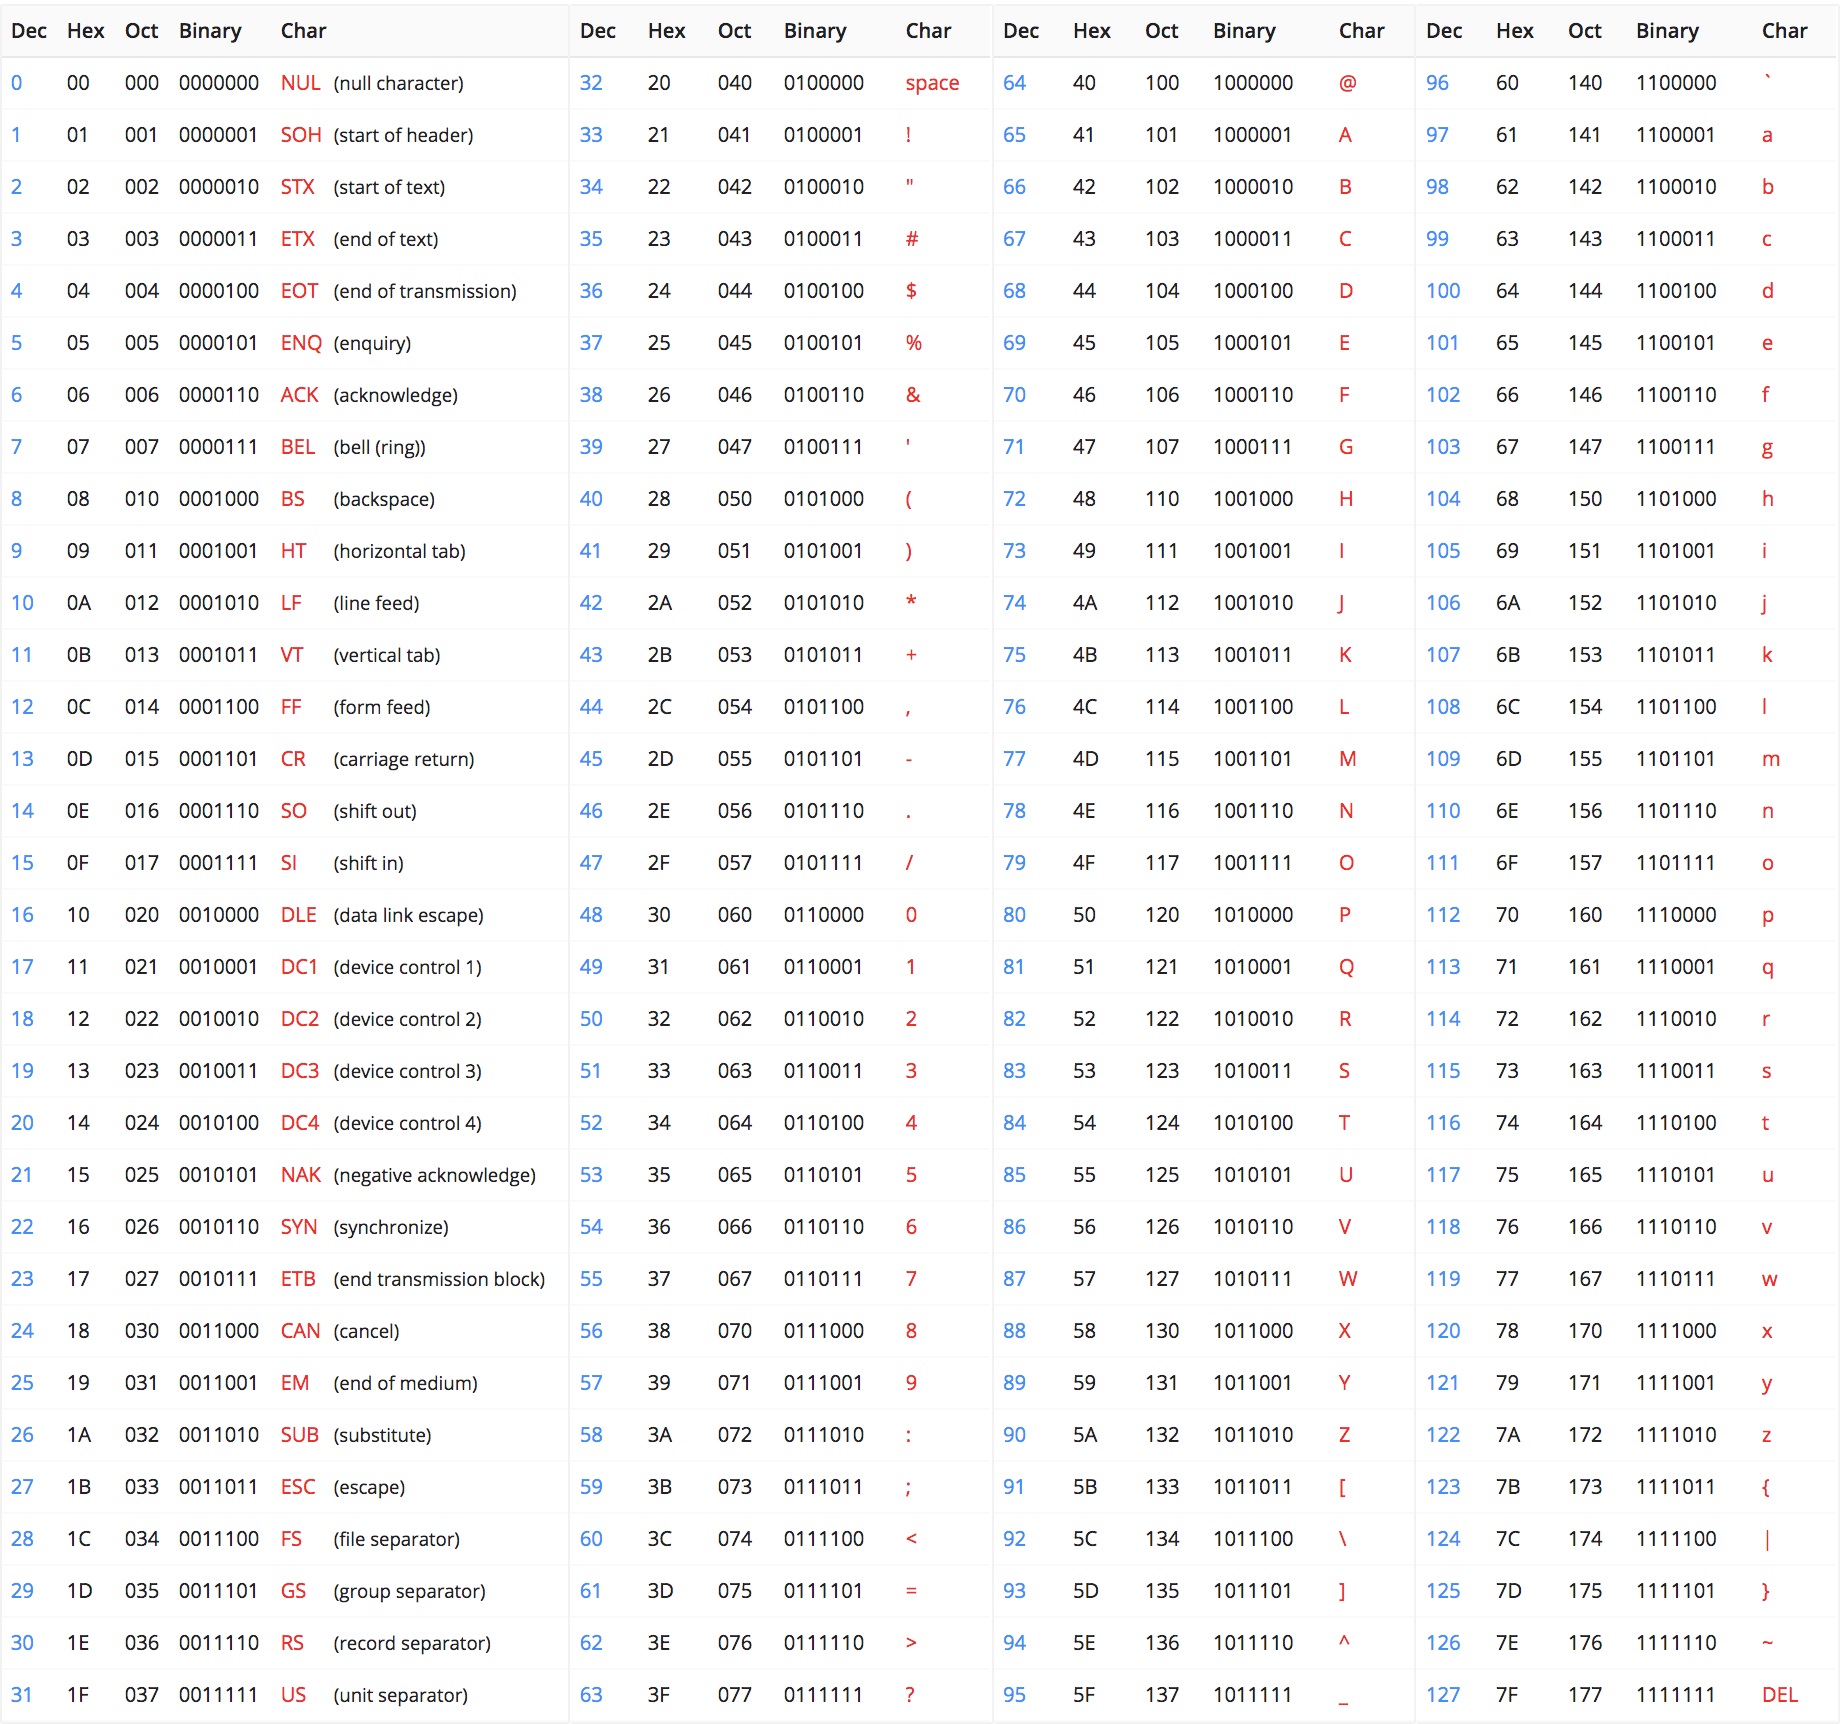 Dec Hex Oct Binary Char Dec Hex Oct Binary Char Dec Hex Oct Binary Char Dec Hex Oct Binary Char
0 00 000 0000000 NUL (null character) 32 20 040 0100000 space 64 40 100 1000000 @ 96 60 140 1100000 `
1 01 001 0000001 SOH (start of header) 33 21 041 0100001 ! 65 41 101 1000001 A 97 61 141 1100001 a
2 02 002 0000010 STX (start of text) 34 22 042 0100010 " 66 42 102 1000010 B 98 62 142 1100010 b
3 03 003 0000011 ETX (end of text) 35 23 043 0100011 # 67 43 103 1000011 C 99 63 143 1100011 c
4 04 004 0000100 EOT (end of transmission) 36 24 044 0100100 $ 68 44 104 1000100 D 100 64 144 1100100 d
5 05 005 0000101 ENQ (enquiry) 37 25 045 0100101 % 69 45 105 1000101 E 101 65 145 1100101 e
6 06 006 0000110 ACK (acknowledge) 38 26 046 0100110 & 70 46 106 1000110 F 102 66 146 1100110 f
7 07 007 0000111 BEL (bell (ring)) 39 27 047 0100111 ' 71 47 107 1000111 G 103 67 147 1100111 g
8 08 010 0001000 BS (backspace) 40 28 050 0101000 ( 72 48 110 1001000 H 104 68 150 1101000 h
9 09 011 0001001 HT (horizontal tab) 41 29 051 0101001 ) 73 49 111 1001001 I 105 69 151 1101001 i
10 0A 012 0001010 LF (line feed) 42 2A 052 0101010 * 74 4A 112 1001010 J 106 6A 152 1101010 j
11 0B 013 0001011 VT (vertical tab) 43 2B 053 0101011 + 75 4B 113 1001011 K 107 6B 153 1101011 k
12 0C 014 0001100 FF (form feed) 44 2C 054 0101100 , 76 4C 114 1001100 L 108 6C 154 1101100 l
13 0D 015 0001101 CR (carriage return) 45 2D 055 0101101 - 77 4D 115 1001101 M 109 6D 155 1101101 m
14 0E 016 0001110 SO (shift out) 46 2E 056 0101110 . 78 4E 116 1001110 N 110 6E 156 1101110 n
15 0F 017 0001111 SI (shift in) 47 2F 057 0101111 / 79 4F 117 1001111 O 111 6F 157 1101111 o
16 10 020 0010000 DLE (data link escape) 48 30 060 0110000 0 80 50 120 1010000 P 112 70 160 1110000 p
17 11 021 0010001 DC1 (device control 1) 49 31 061 0110001 1 81 51 121 1010001 Q 113 71 161 1110001 q
18 12 022 0010010 DC2 (device control 2) 50 32 062 0110010 2 82 52 122 1010010 R 114 72 162 1110010 r
19 13 023 0010011 DC3 (device control 3) 51 33 063 0110011 3 83 53 123 1010011 S 115 73 163 1110011 s
20 14 024 0010100 DC4 (device control 4) 52 34 064 0110100 4 84 54 124 1010100 T 116 74 164 1110100 t
21 15 025 0010101 NAK (negative acknowledge) 53 35 065 0110101 5 85 55 125 1010101 U 117 75 165 1110101 u
22 16 026 0010110 SYN (synchronize) 54 36 066 0110110 6 86 56 126 1010110 V 118 76 166 1110110 v
23 17 027 0010111 ETB (end transmission block) 55 37 067 0110111 7 87 57 127 1010111 W 119 77 167 1110111 w
24 18 030 0011000 CAN (cancel) 56 38 070 0111000 8 88 58 130 1011000 X 120 78 170 1111000 x
25 19 031 0011001 EM (end of medium) 57 39 071 0111001 9 89 59 131 1011001 Y 121 79 171 1111001 y
26 1A 032 0011010 SUB (substitute) 58 3A 072 0111010 : 90 5A 132 1011010 Z 122 7A 172 1111010 z
27 1B 033 0011011 ESC (escape) 59 3B 073 0111011 ; 91 5B 133 1011011 [ 123 7B 173 1111011 {
28 1C 034 0011100 FS (file separator) 60 3C 074 0111100 < 92 5C 134 1011100 \ 124 7C 174 1111100 |
29 1D 035 0011101 GS (group separator) 61 3D 075 0111101 = 93 5D 135 1011101 ] 125 7D 175 1111101 }
30 1E 036 0011110 RS (record separator) 62 3E 076 0111110 > 94 5E 136 1011110 ^ 126 7E 176 1111110 ~
31 1F 037 0011111 US (unit separator) 63 3F 077 0111111 ? 95 5F 137 1011111 _ 127 7F 177 1111111 DEL